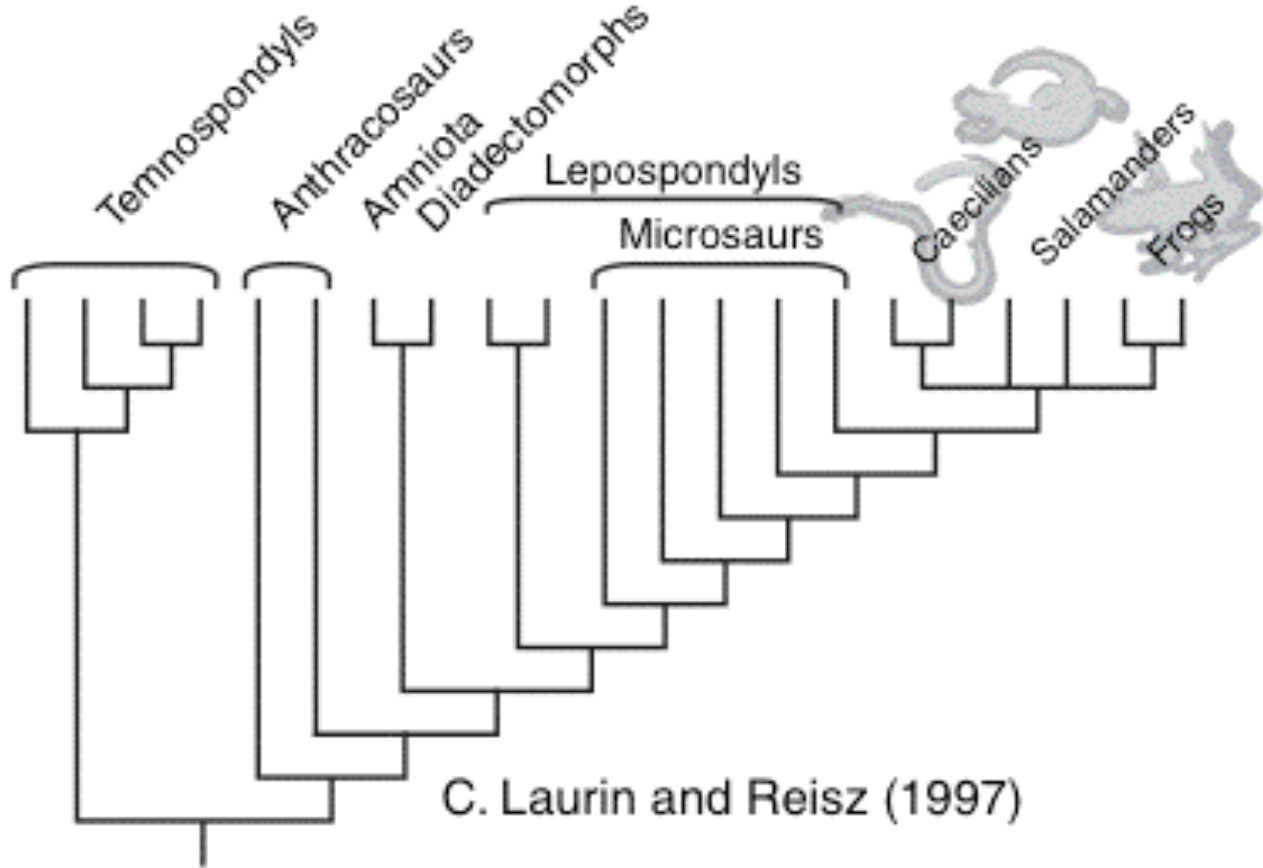 Temnospondyls
Anthracosaurs
Amniota
Diadectomorphs
Lepospondyls
Microsaurs
Caecilians
Salamanders
Frogs
C. Laurin and Reisz (1997)